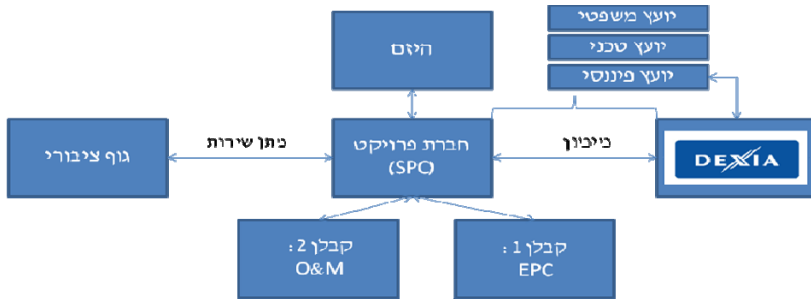 יועץ משפטי
יועץ טכני
יועץ פיננסי
היזם
גוף ציבורי
מתן שירות
חברת פרויקט
(SPC)
מימון
DEXIA
קבלן 2 :
O&M
קבלן 1 :
EPC